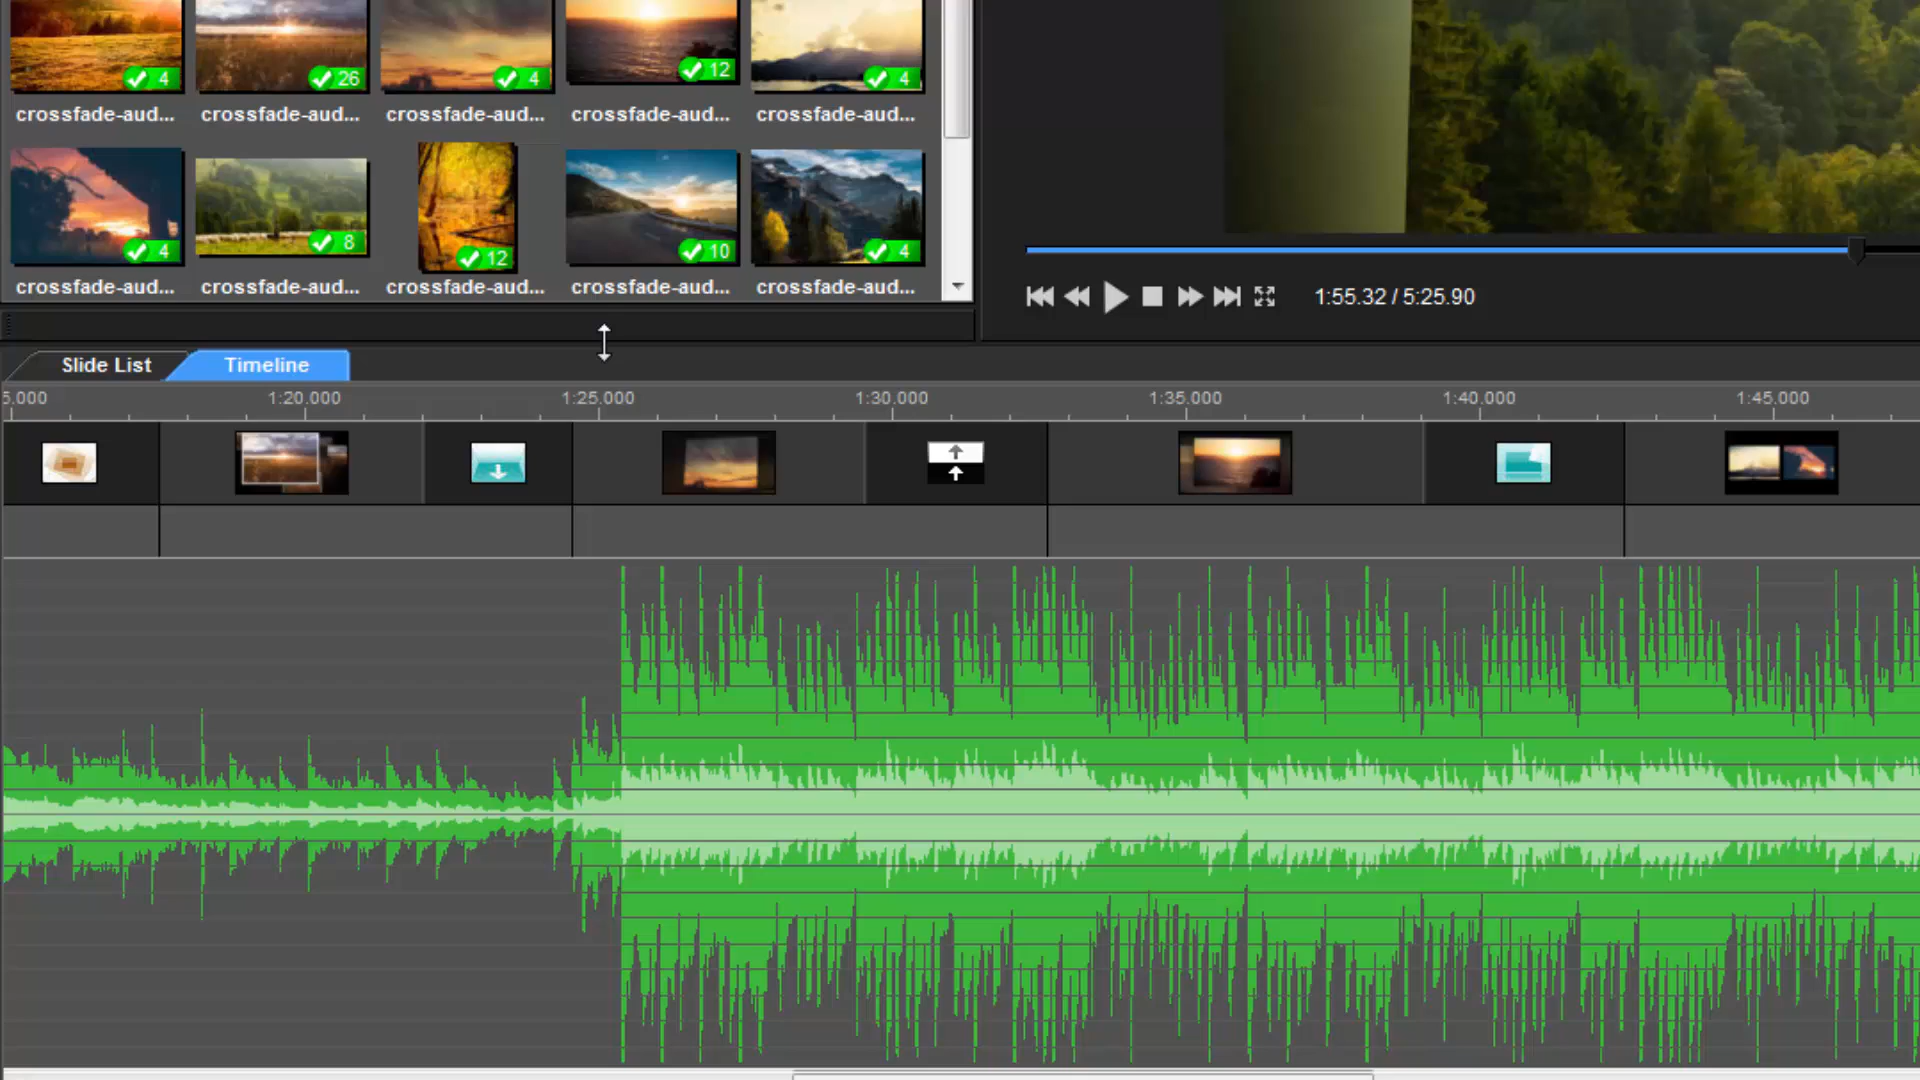 4 26 4 12 4
crossfade-aud... crossfade-aud... crossfade-aud... crossfade-aud... crossfade-aud...
4 8 12 10 4
crossfade-aud... crossfade-aud... crossfade-aud... crossfade-aud... crossfade-aud...
1:55.32 / 5:25.90
Slide List Timeline
5.000 1:20.000 1:25.000 1:30.000 1:35.000 1:40.000 1:45.000